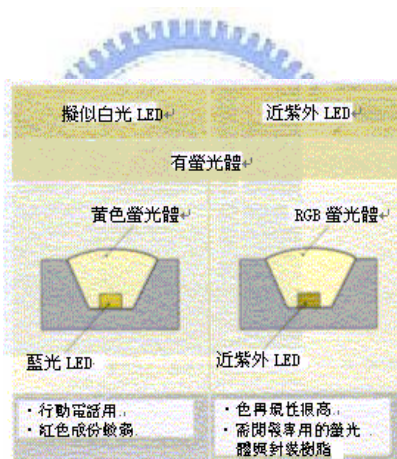 擬似白光 LED
近紫外 LED
有螢光體
黃色螢光體
RGB 螢光體
藍光 LED
近紫外 LED
・行動電話用。
・紅色成份較弱。
・色再現性很高。
・需開發專用的螢光
體與封裝樹脂